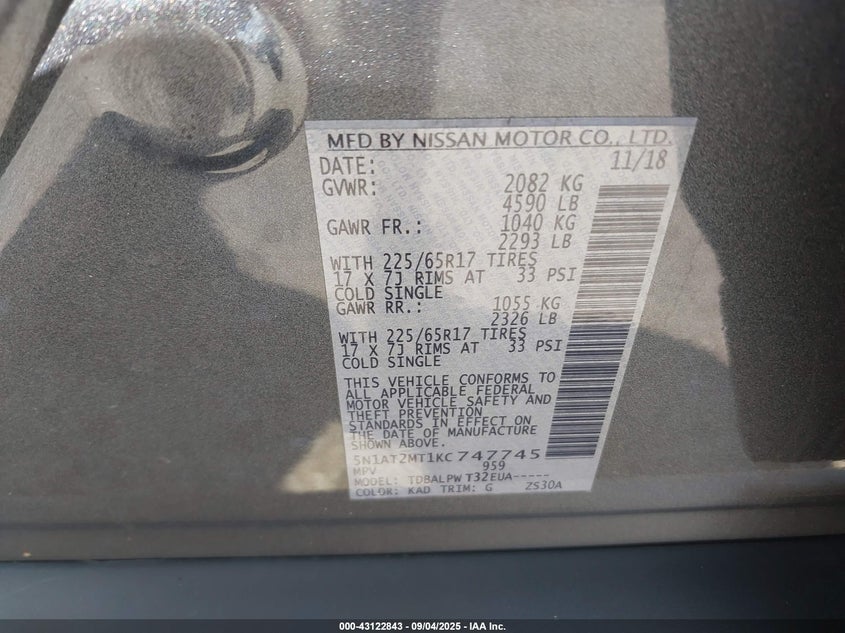 MFD BY NISSAN MOTOR CO., LTD.
DATE: 11/18
GVWR: 2082 KG
4590 LB
GAWR FR.: 1040 KG
2293 LB
WITH 225/65R17 TIRES
17 X 7J RIMS AT 33 PSI
COLD SINGLE
GAWR RR.: 1055 KG
2326 LB
WITH 225/65R17 TIRES
17 X 7J RIMS AT 33 PSI
COLD SINGLE
THIS VEHICLE CONFORMS TO
ALL APPLICABLE FEDERAL
MOTOR VEHICLE SAFETY AND
THEFT PREVENTION
STANDARDS IN EFFECT ON
THE DATE OF MANUFACTURE
SHOWN ABOVE.
5N1AT2MT1KC747745
MPV 959
MODEL: TDBALPW T32EUA-----
COLOR: KAD TRIM: G ZS30A
000-43122843 - 09/04/2025 - IAA Inc.